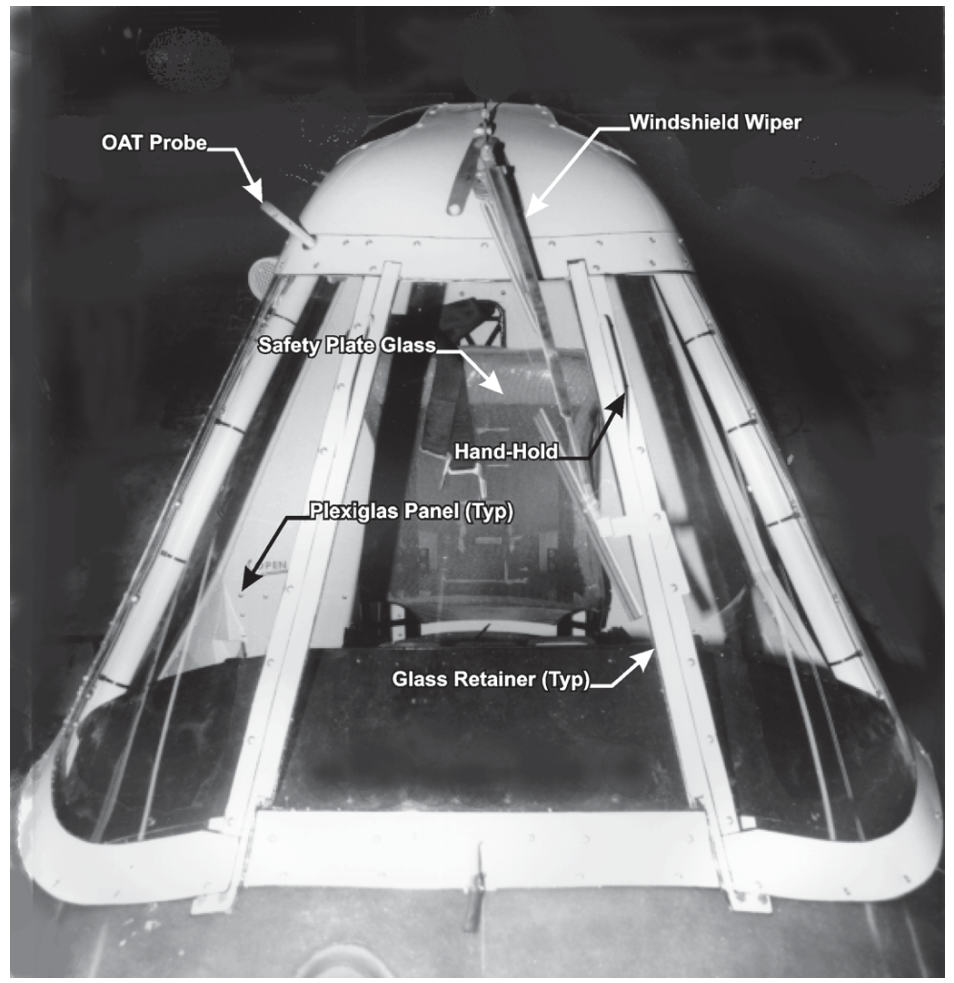 Windshield Wiper
OAT Probe
Safety Plate Glass
Hand-Hold
Plexiglas Panel (Typ)
OPEN
Glass Retainer (Typ)